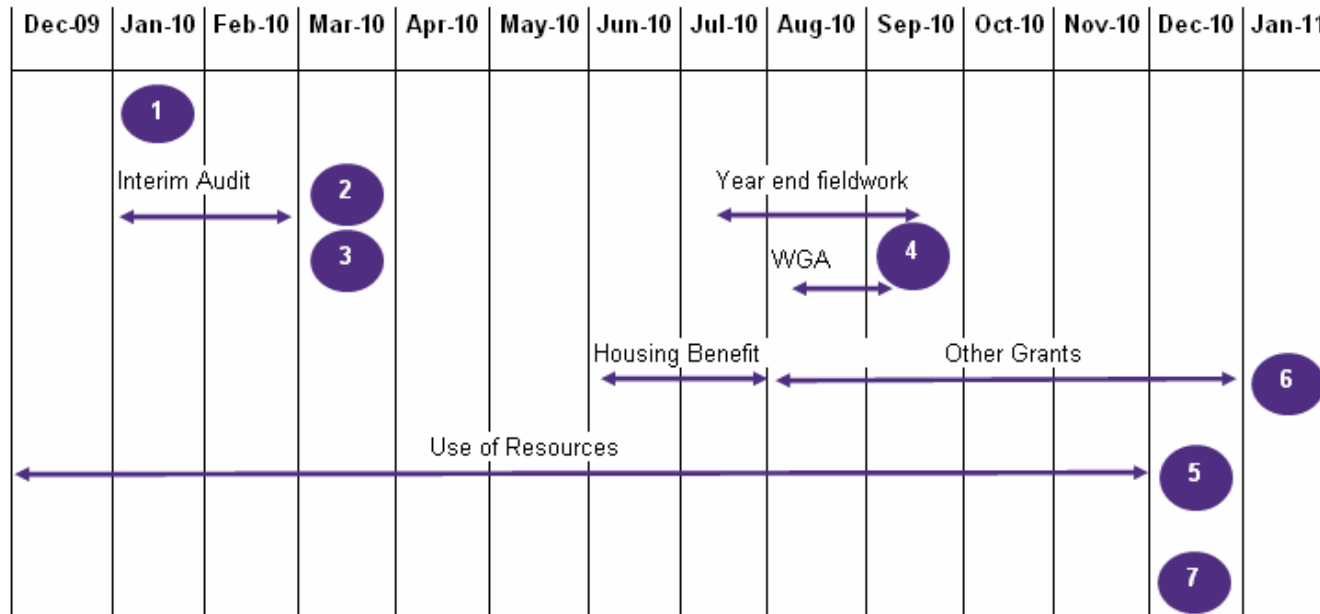 Dec-09 Jan-10 Feb-10 Mar-10 Apr-10 May-10 Jun-10 Jul-10 Aug-10 Sep-10 Oct-10 Nov-10 Dec-10 Jan-11
1
Interim Audit
2
Year end fieldwork
3
WGA
4
Housing Benefit
Other Grants
6
Use of Resources
5
7